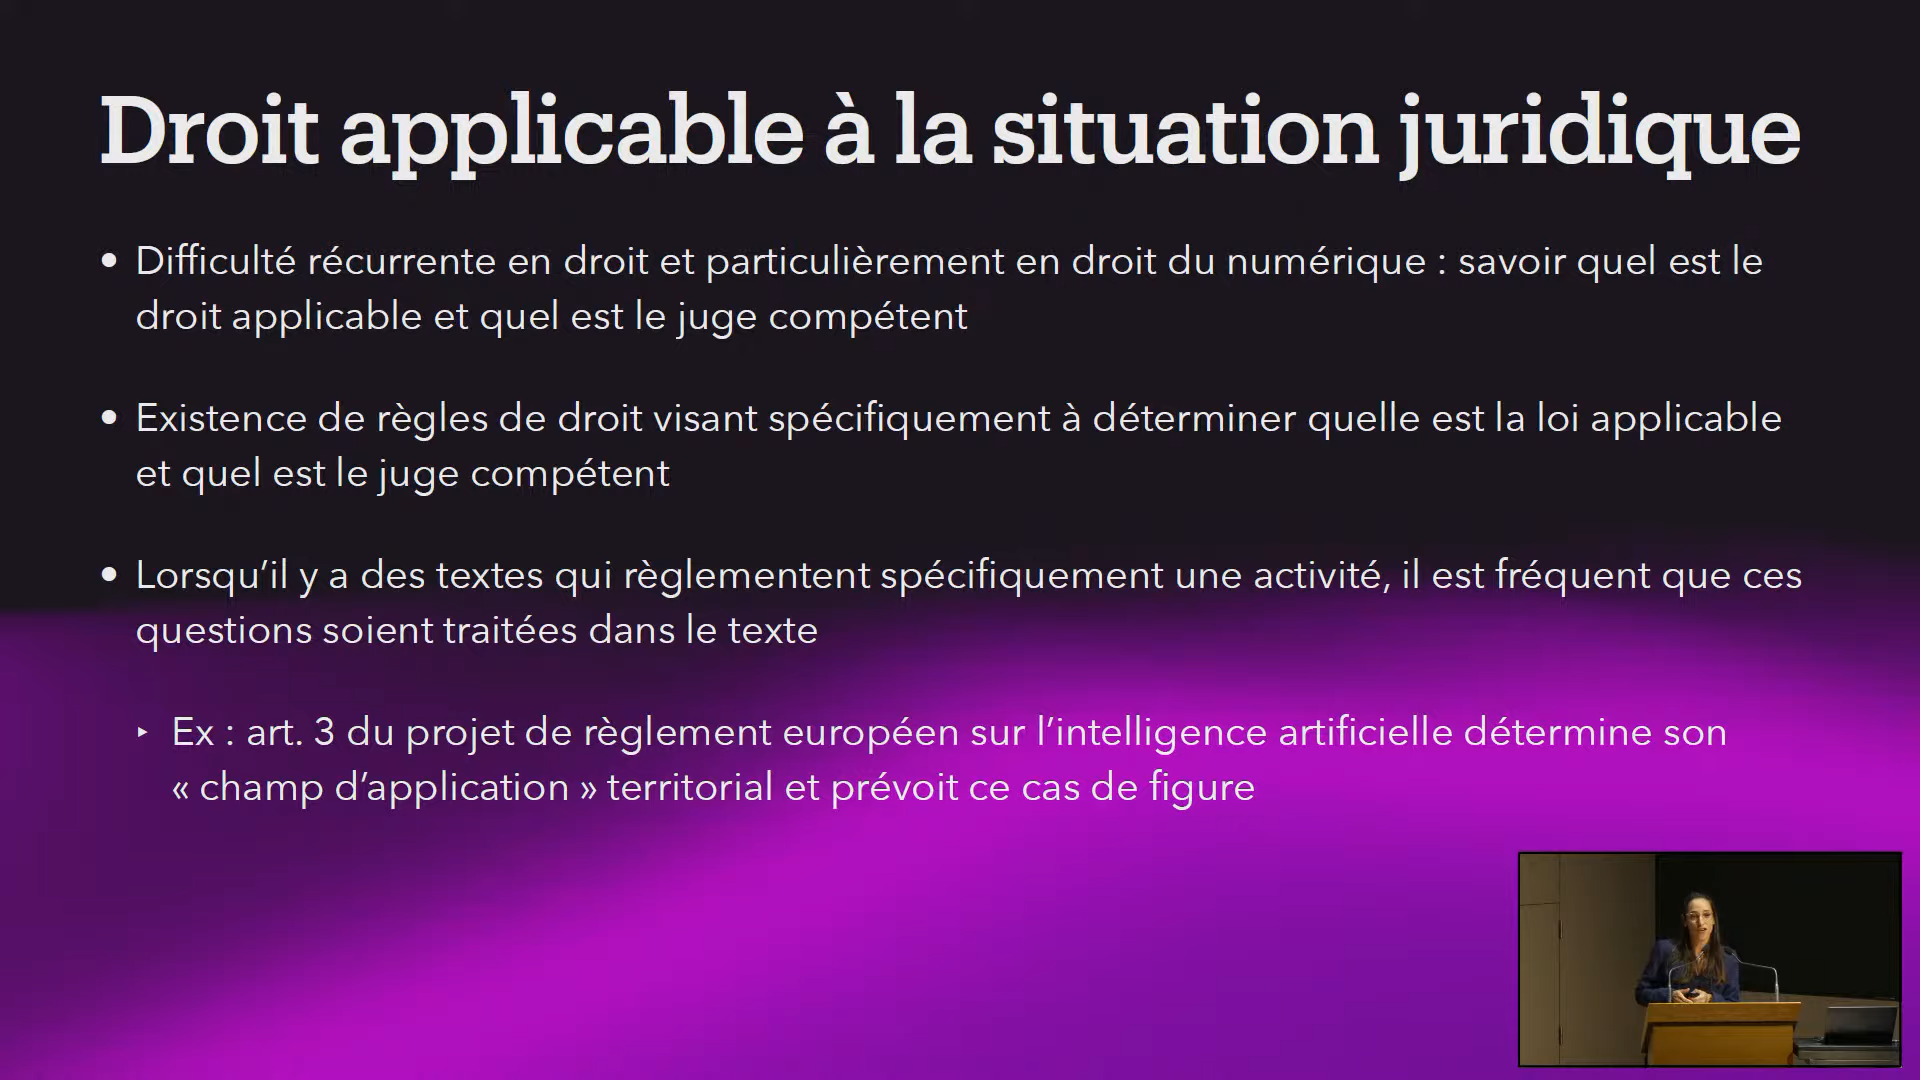 Droit applicable à la situation juridique
• Difficulté récurrente en droit et particulièrement en droit du numérique : savoir quel est le
droit applicable et quel est le juge compétent
• Existence de règles de droit visant spécifiquement à déterminer quelle est la loi applicable
et quel est le juge compétent
• Lorsqu’il y a des textes qui règlementent spécifiquement une activité, il est fréquent que ces
questions soient traitées dans le texte
‣ Ex : art. 3 du projet de règlement européen sur l’intelligence artificielle détermine son
« champ d’application » territorial et prévoit ce cas de figure